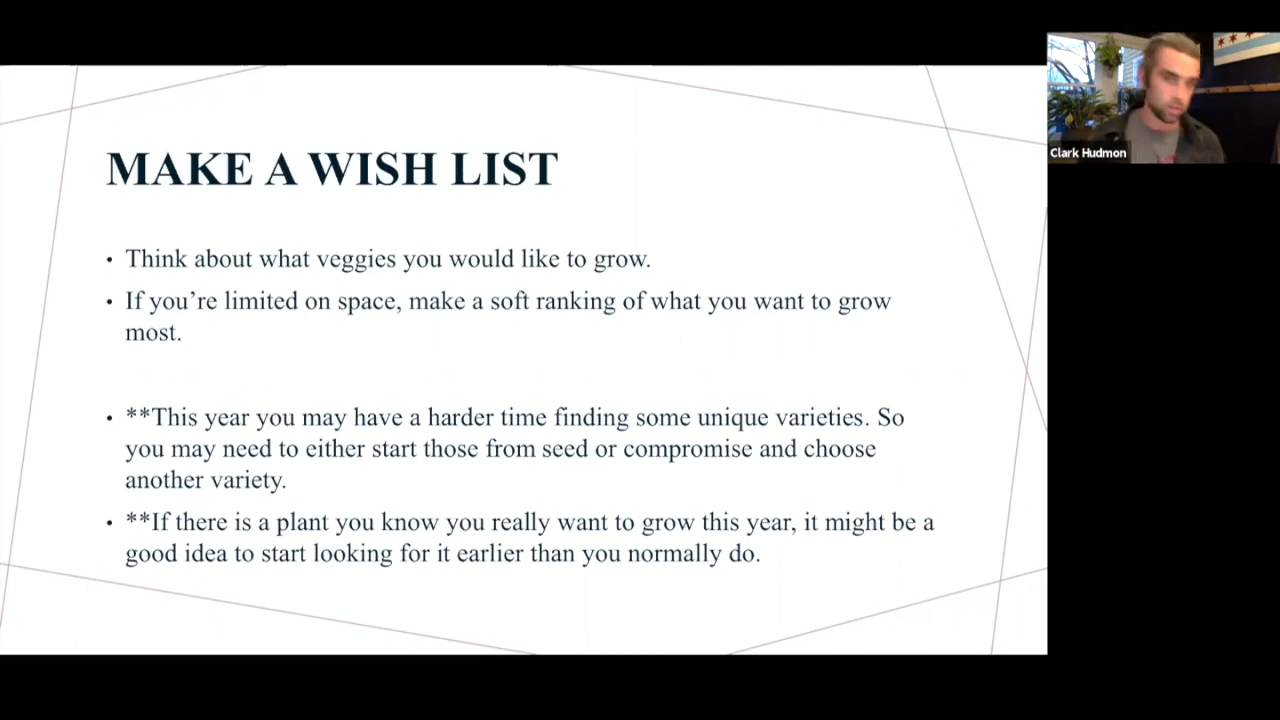 MAKE A WISH LIST
• Think about what veggies you would like to grow.
• If you’re limited on space, make a soft ranking of what you want to grow
most.
• **This year you may have a harder time finding some unique varieties. So
you may need to either start those from seed or compromise and choose
another variety.
• **If there is a plant you know you really want to grow this year, it might be a
good idea to start looking for it earlier than you normally do.
Clark Hudmon